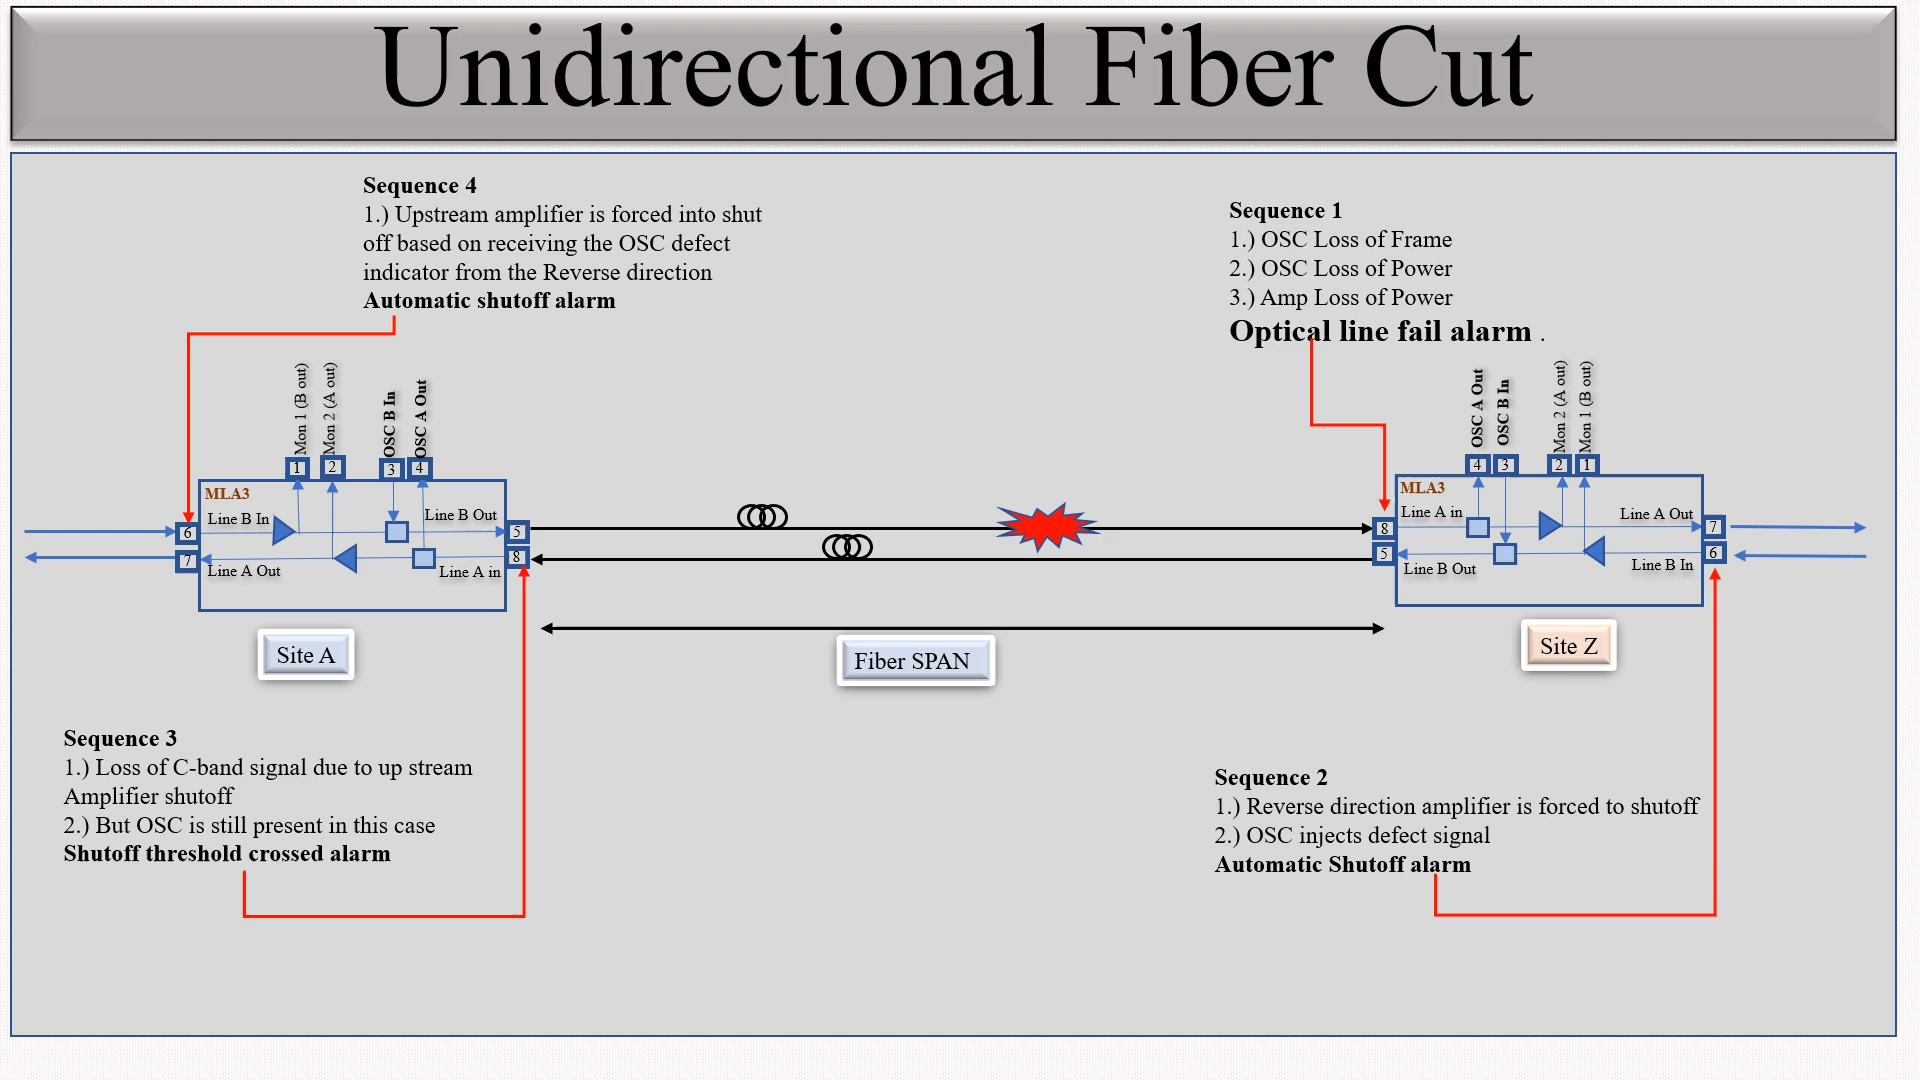 Unidirectional Fiber Cut
Sequence 4
1.) Upstream amplifier is forced into shut
off based on receiving the OSC defect
indicator from the Reverse direction
Automatic shutoff alarm
Sequence 1
1.) OSC Loss of Frame
2.) OSC Loss of Power
3.) Amp Loss of Power
Optical line fail alarm .
Mon 1 (B out)
Mon 2 (A out)
OSC B In
OSC A Out
1
2
3
4
MLA3
Line B In
Line B Out
6
5
7
8
Line A Out
Line A in
OSC A Out
OSC B In
Mon 2 (A out)
Mon 1 (B out)
4
3
2
1
MLA3
Line A in
Line A Out
8
7
5
6
Line B Out
Line B In
Site A
Fiber SPAN
Site Z
Sequence 3
1.) Loss of C-band signal due to up stream
Amplifier shutoff
2.) But OSC is still present in this case
Shutoff threshold crossed alarm
Sequence 2
1.) Reverse direction amplifier is forced to shutoff
2.) OSC injects defect signal
Automatic Shutoff alarm